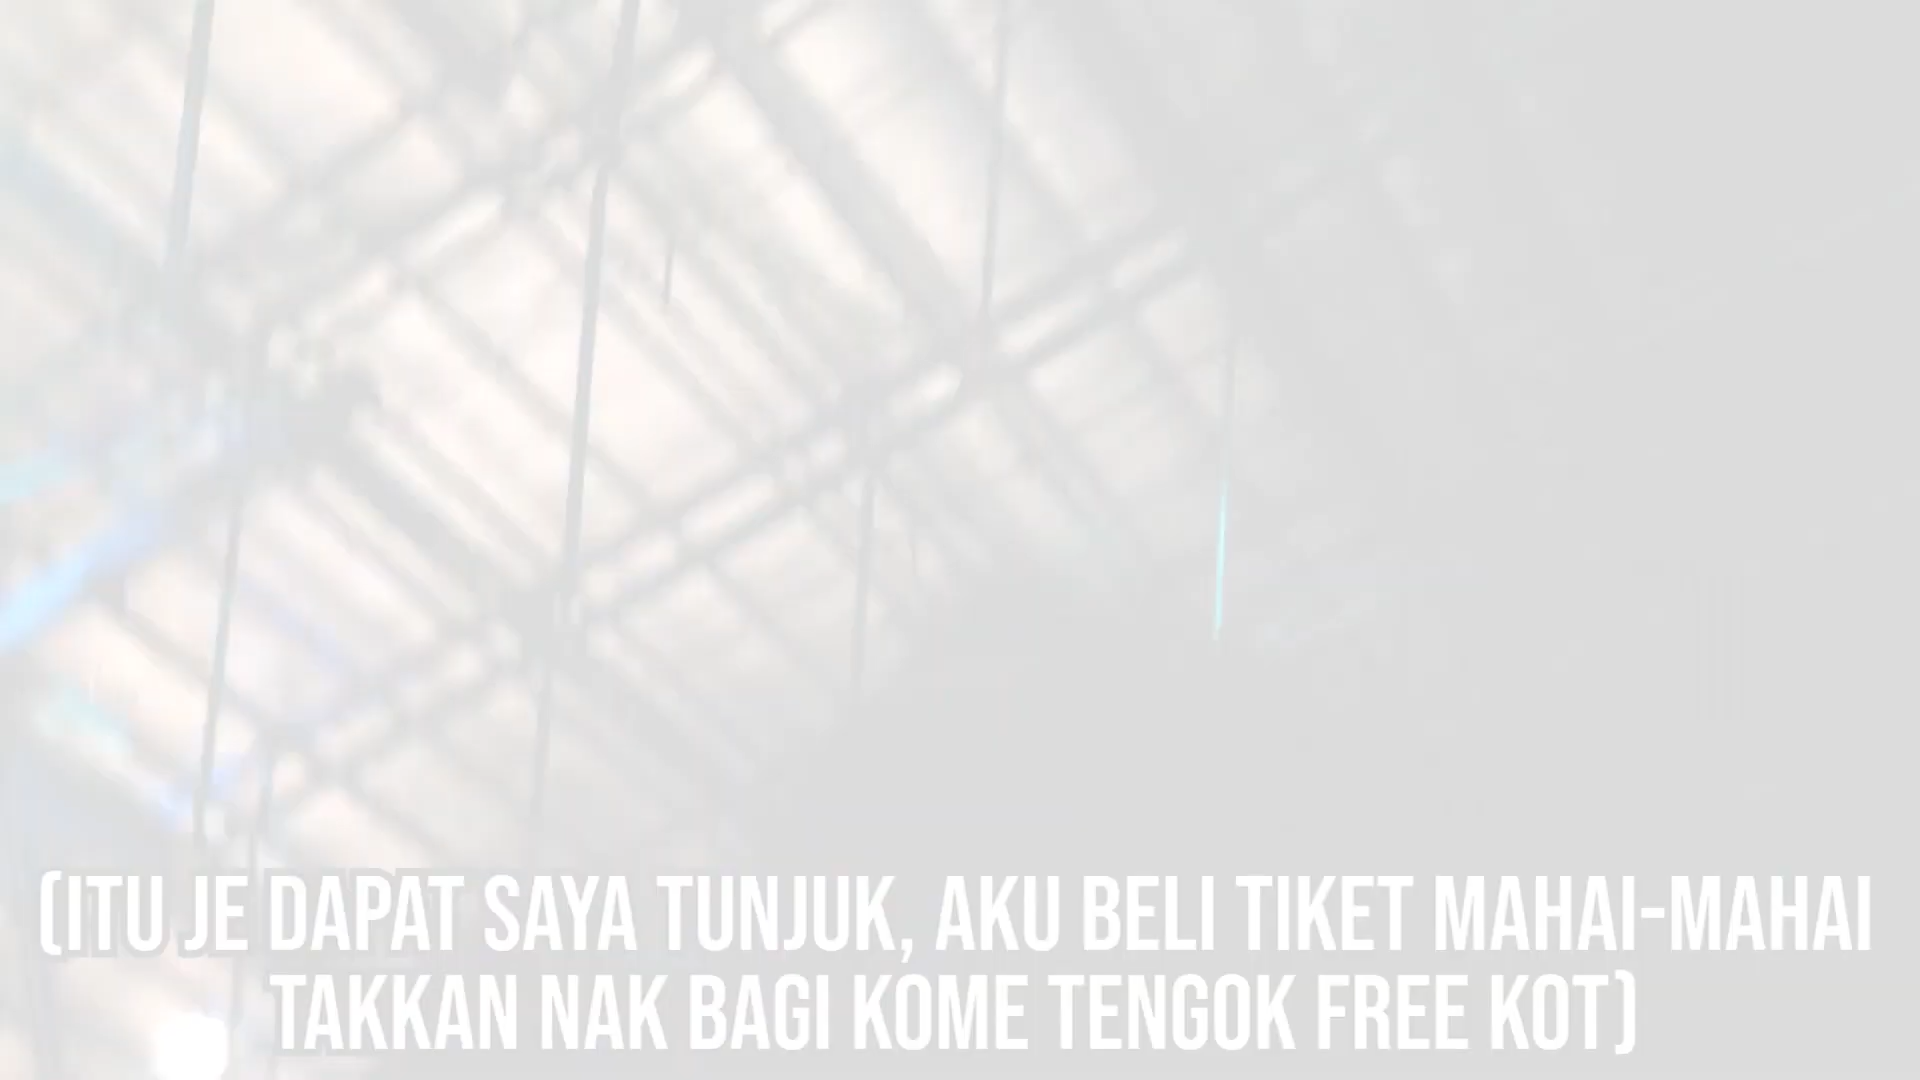 (ITU JE DAPAT SAYA TUNJUK, AKU BELI TIKET MAHAI-MAHAI
TAKKAN NAK BAGI KOME TENGOK FREE KOT)